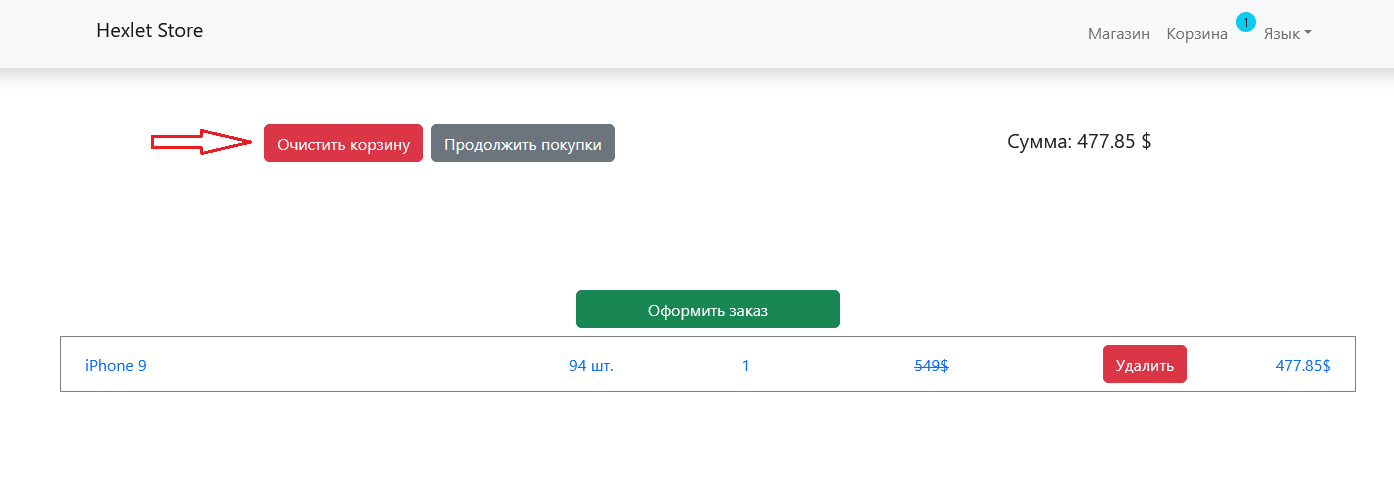 Hexlet Store
Магазин Корзина 1 Язык
Очистить корзину Продолжить покупки Сумма: 477.85 $
Оформить заказ
iPhone 9 94 шт. 1 549$ Удалить 477.85$